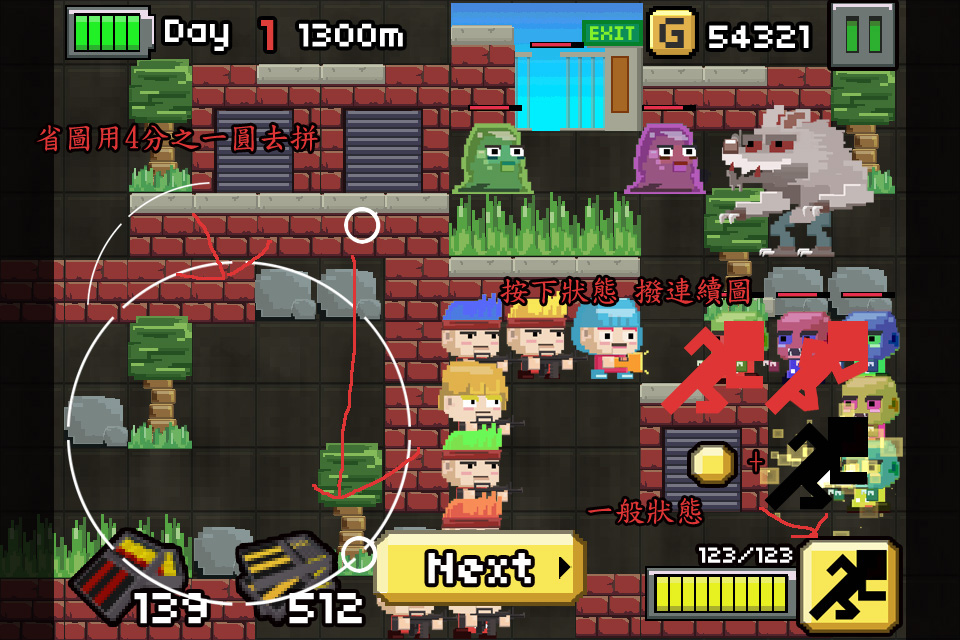 Day 1 1300m
EXIT
G 54321
省圖用4分之一圓去拼
按下狀態 撥連續圖
+
一般狀態
Next
123/123
139
512